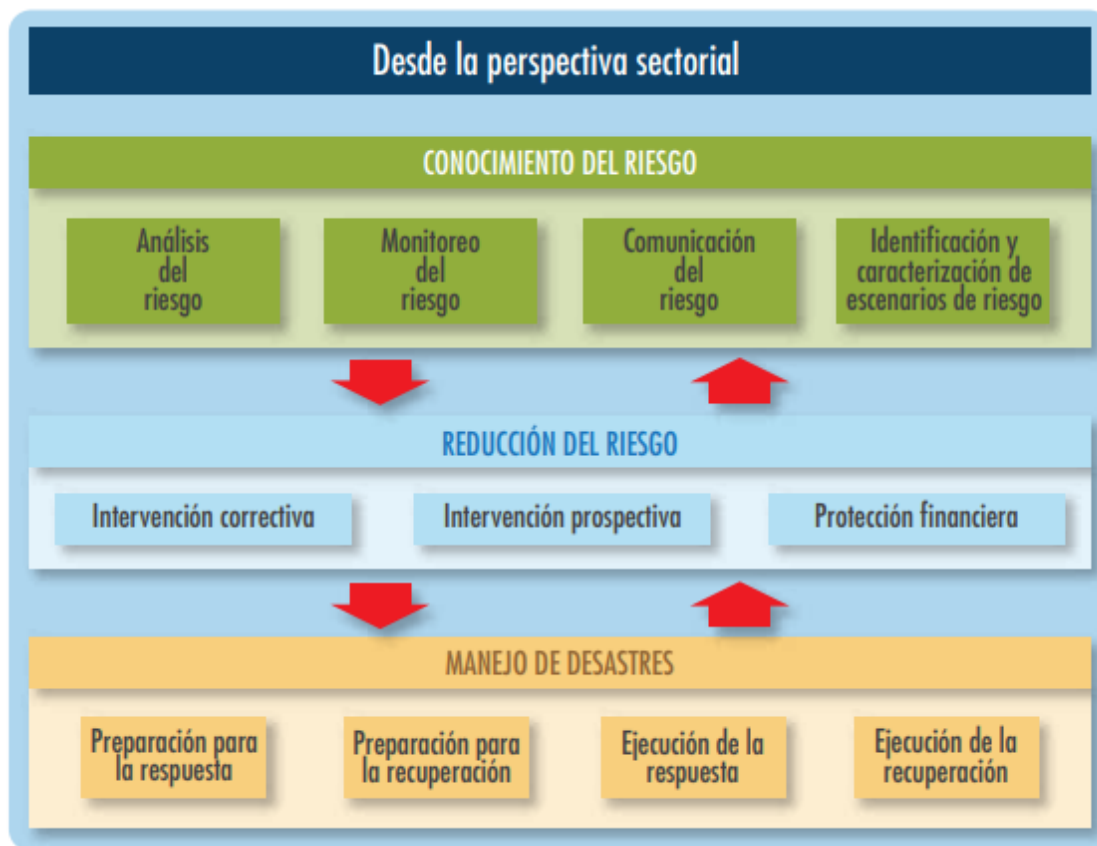 Desde la perspectiva sectorial
CONOCIMIENTO DEL RIESGO
Análisis
del
riesgo
Monitoreo
del
riesgo
Comunicación
del
riesgo
Identificación y
caracterización de
escenarios de riesgo
REDUCCIÓN DEL RIESGO
Intervención correctiva
Intervención prospectiva
Protección financiera
MANEJO DE DESASTRES
Preparación para
la respuesta
Preparación para
la recuperación
Ejecución de la
respuesta
Ejecución de la
recuperación